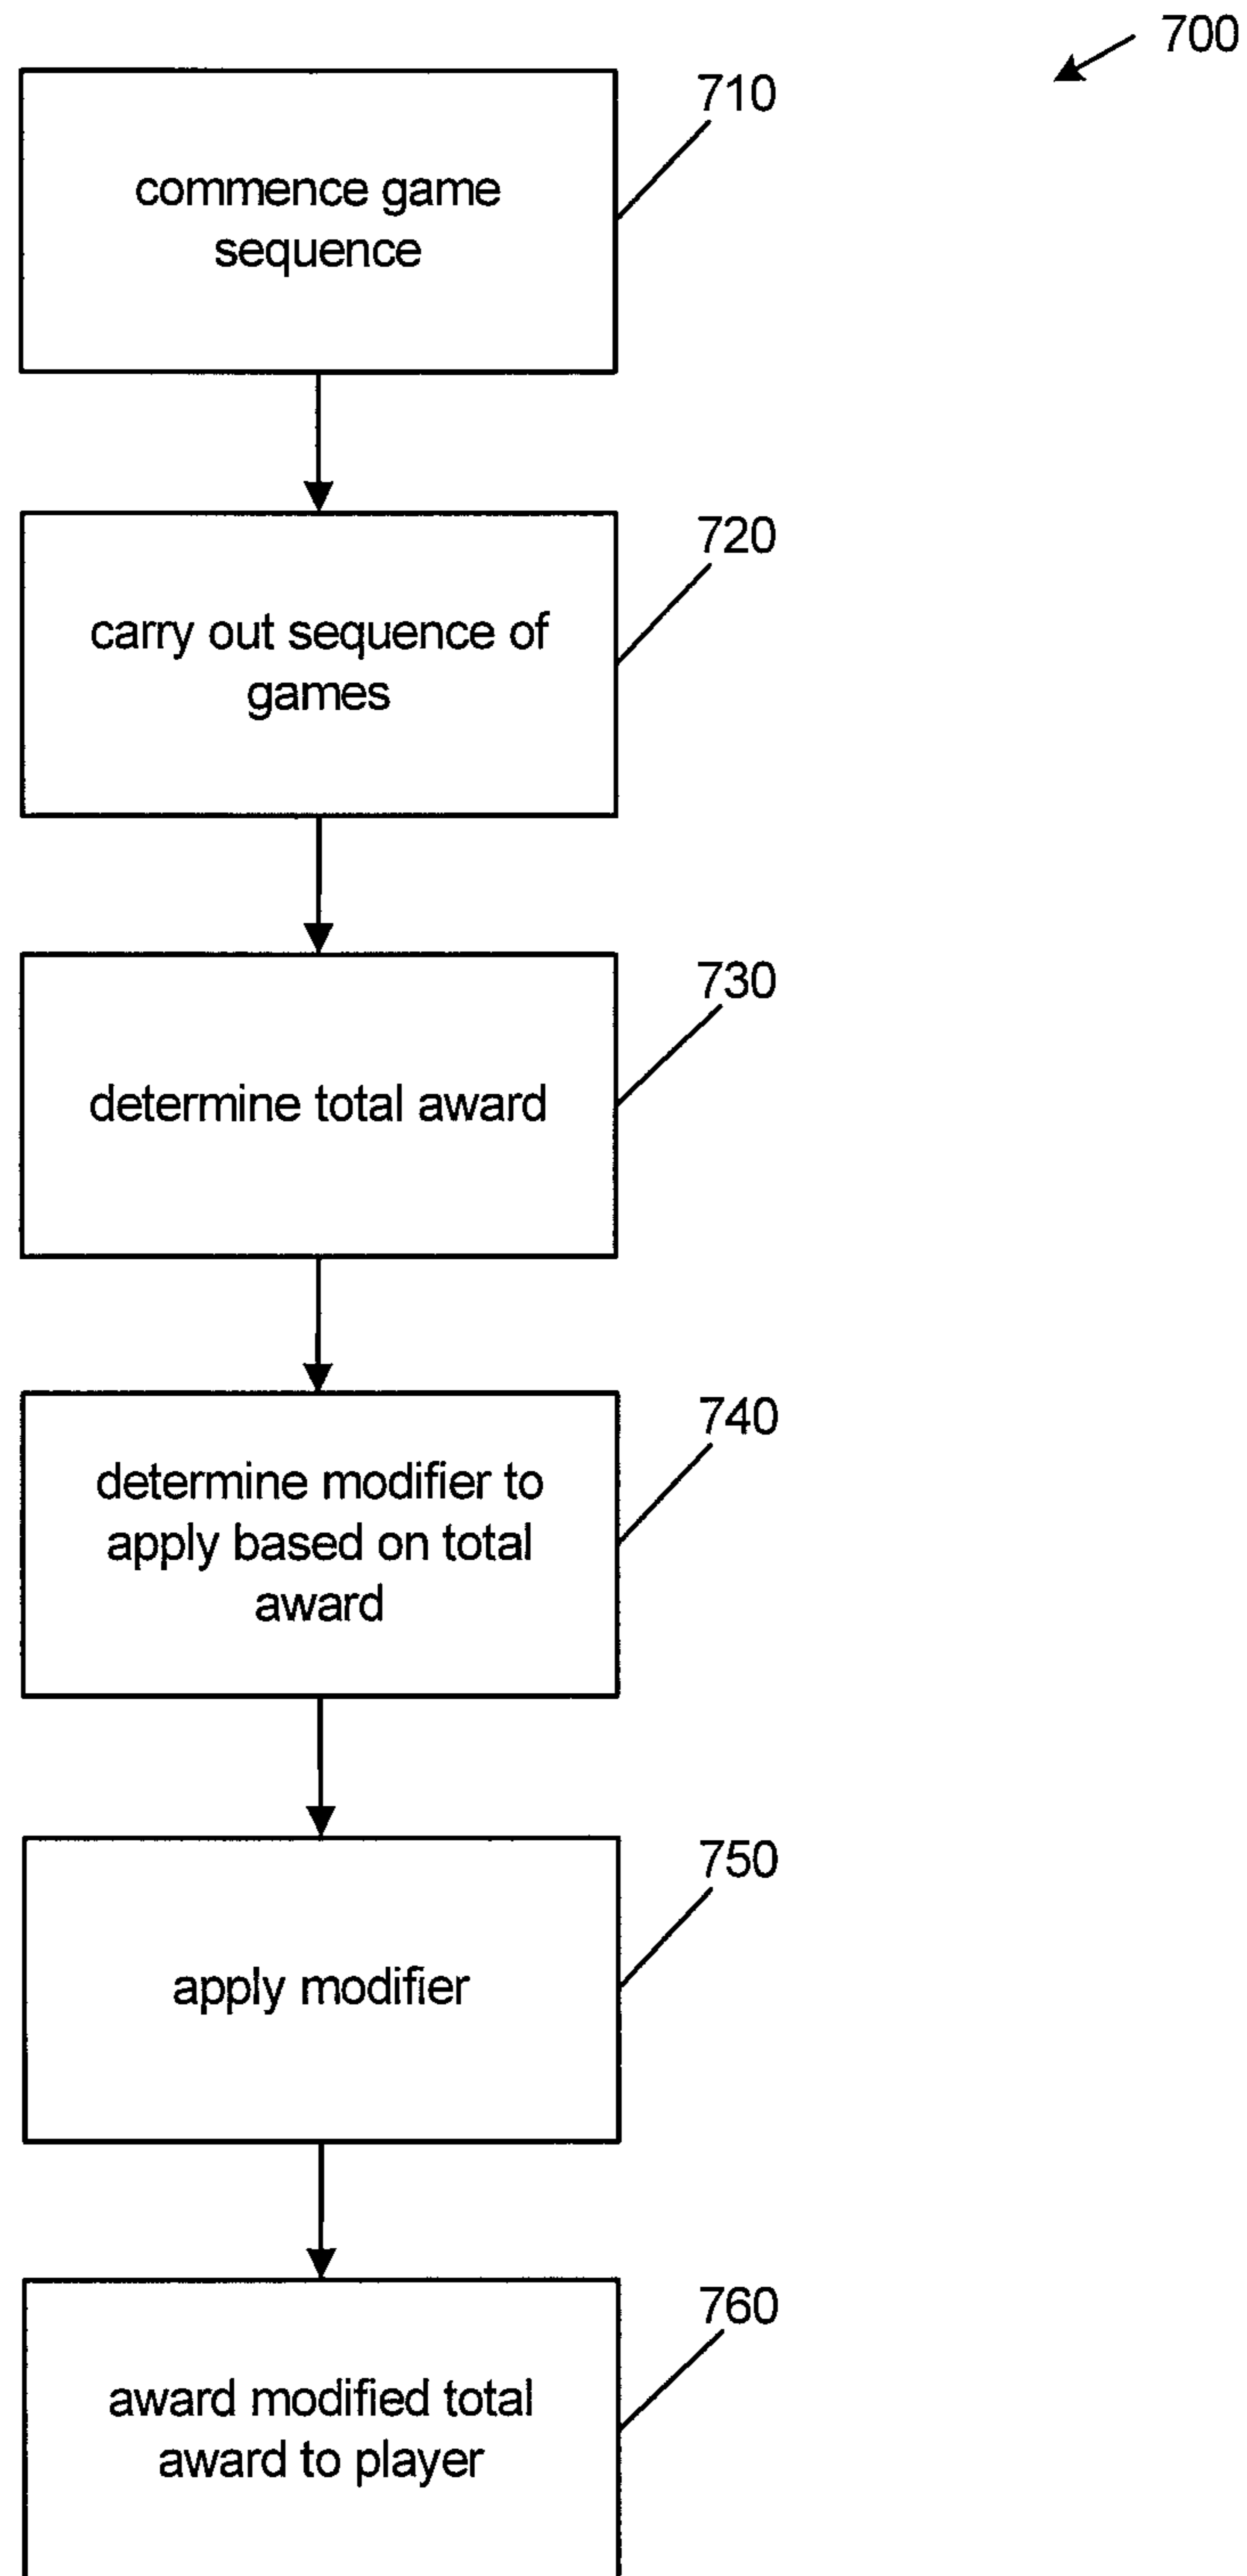 700
710
commence game
sequence
720
carry out sequence of
games
730
determine total award
740
determine modifier to
apply based on total
award
750
apply modifier
760
award modified total
award to player